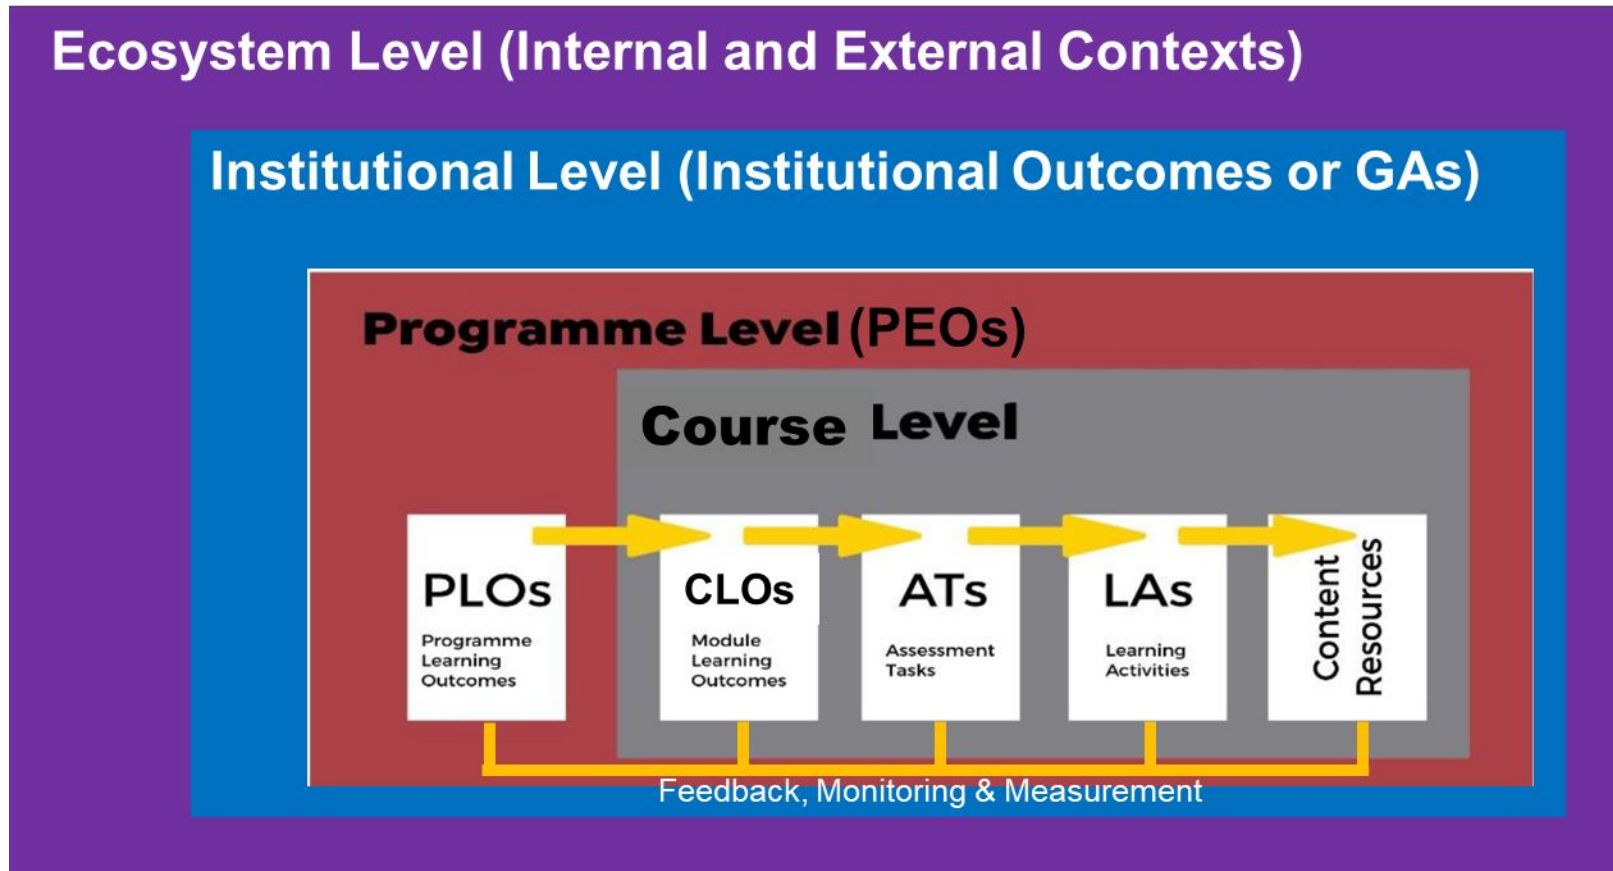 Ecosystem Level (Internal and External Contexts)
Institutional Level (Institutional Outcomes or GAs)
Programme Level (PEOs)
Course Level
PLOs
Programme
Learning
Outcomes
CLOs
Module
Learning
Outcomes
ATs
Assessment
Tasks
LAs
Learning
Activities
Content
Resources
Feedback, Monitoring & Measurement